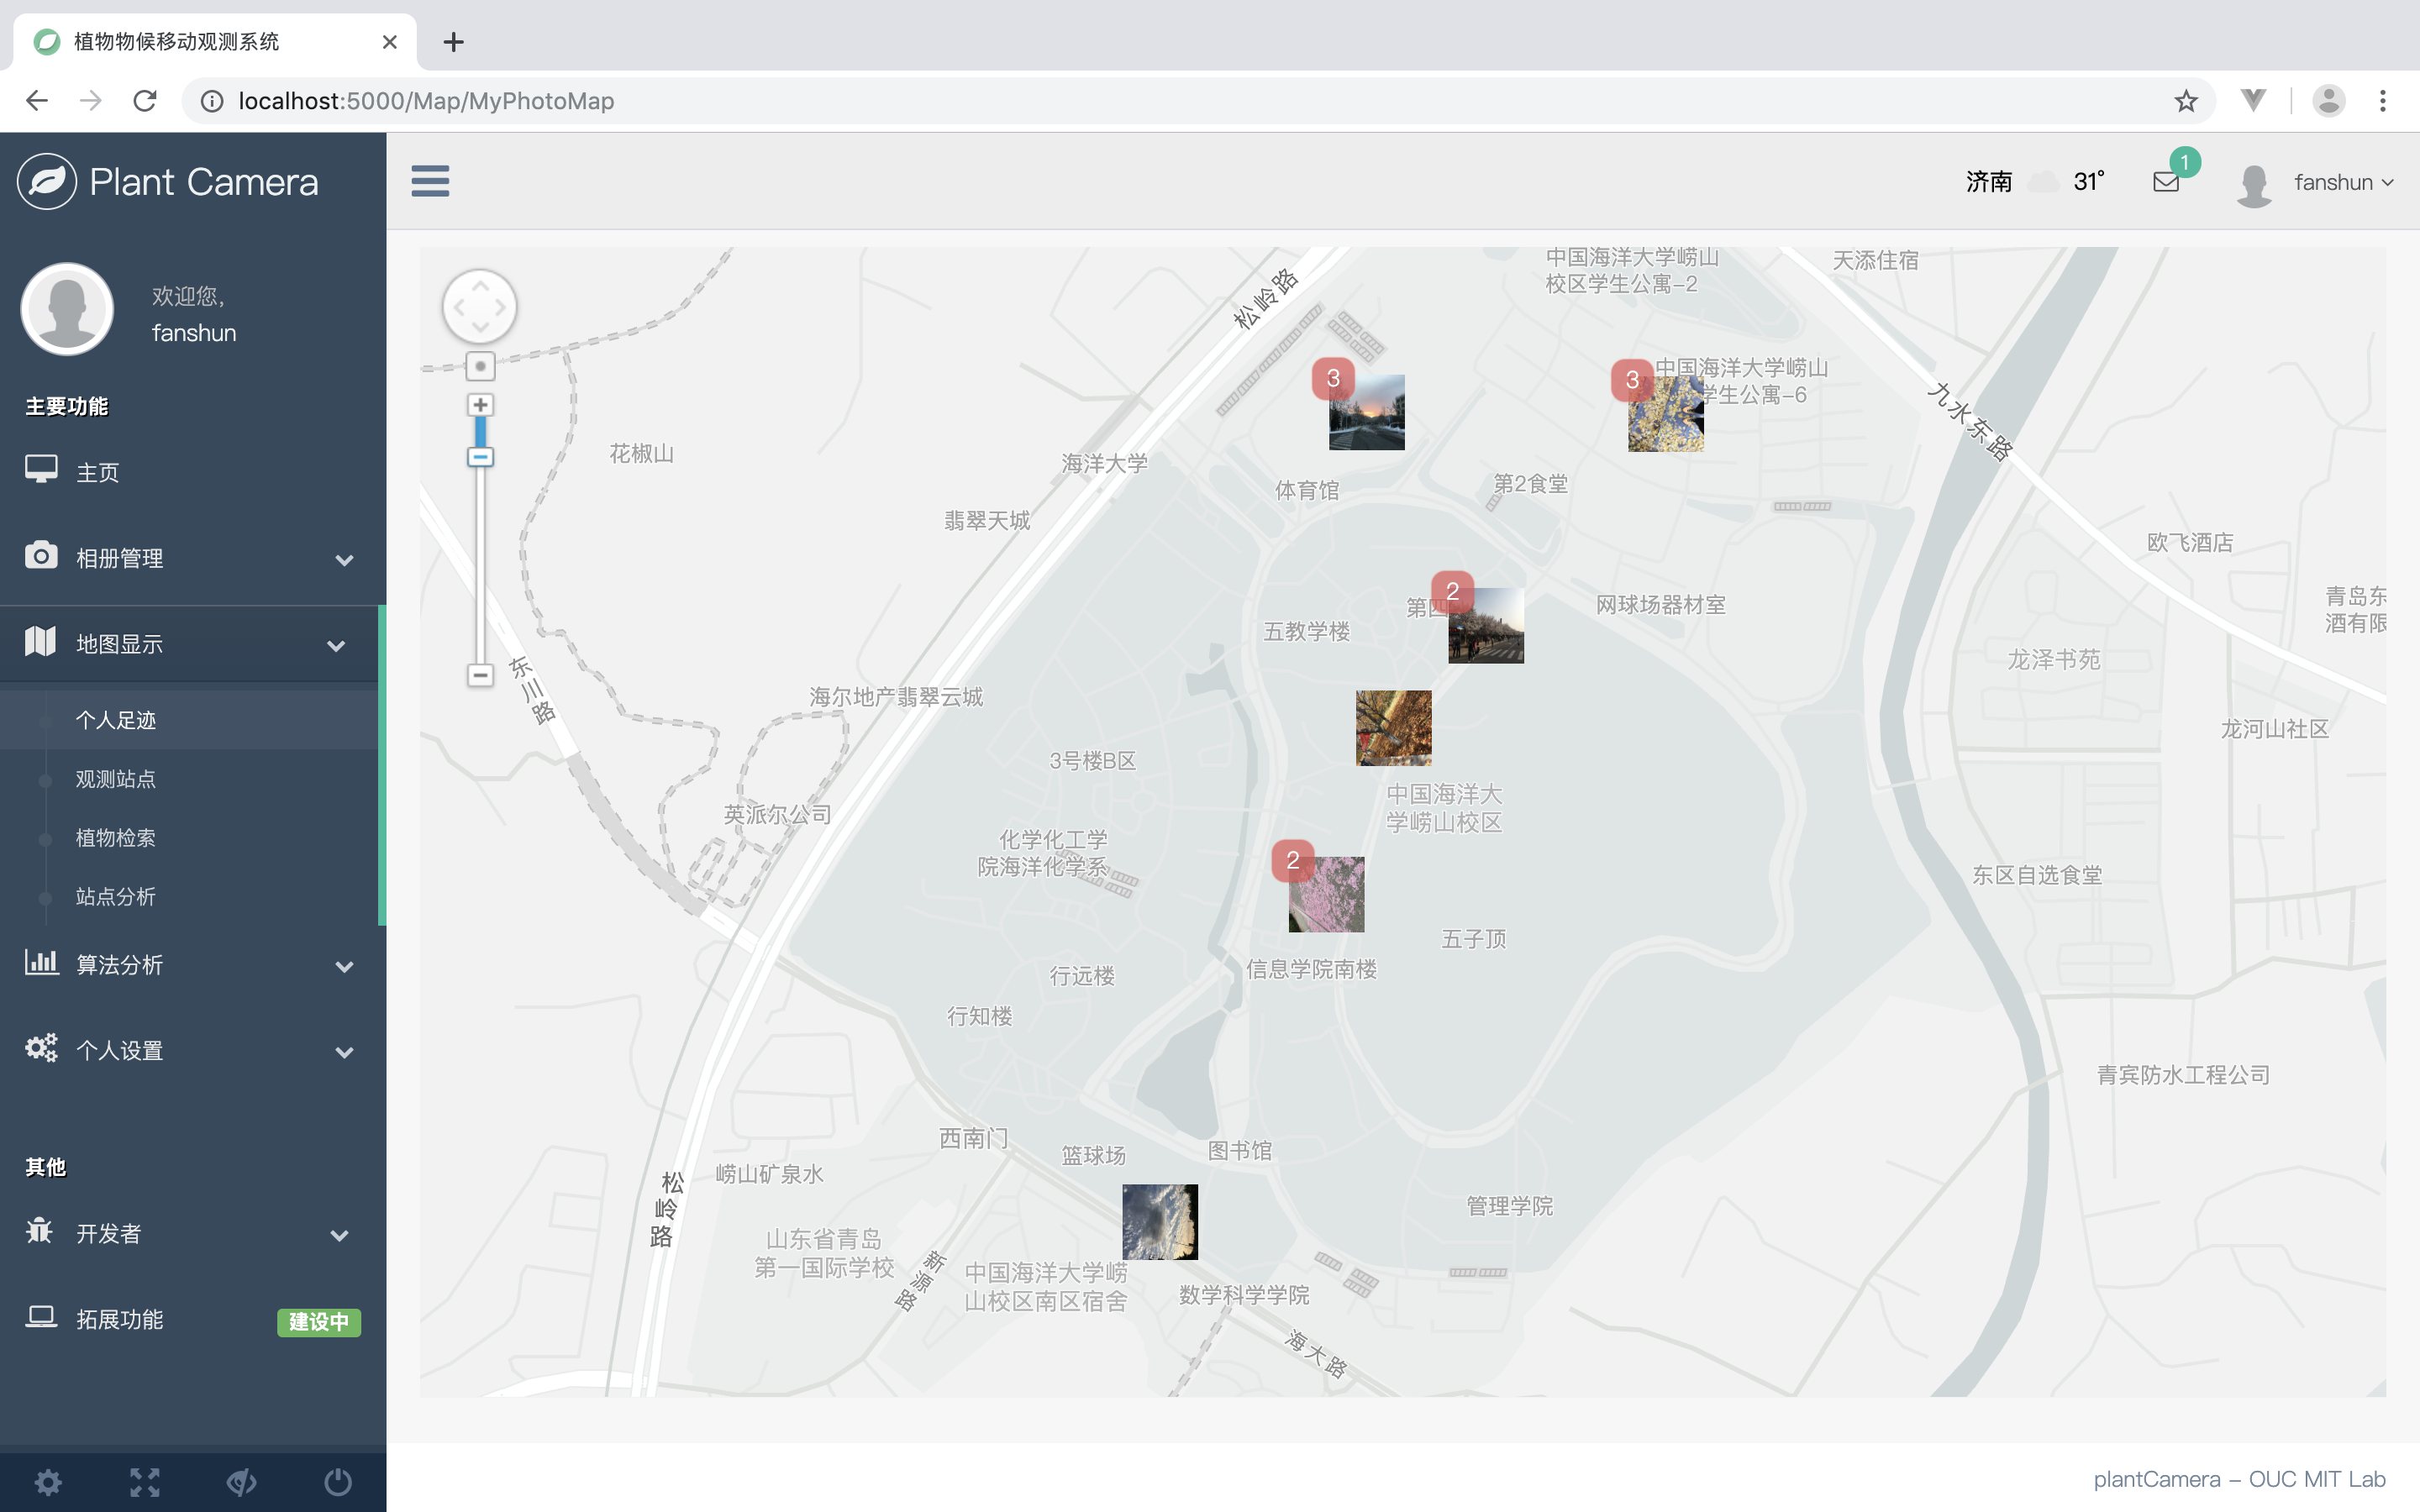 植物物候移动观测系统
localhost:5000/Map/MyPhotoMap
Plant Camera
济南 31°
1
fanshun
欢迎您,
fanshun
主要功能
主页
相册管理
地图显示
个人足迹
观测站点
植物检索
站点分析
算法分析
个人设置
其他
开发者
拓展功能
建设中
中国海洋大学崂山
校区学生公寓-2
天添住宿
松岭路
3
3
中国海洋大学崂山
学生公寓-6
九水东路
花椒山
海洋大学
体育馆
第2食堂
翡翠天城
欧飞酒店
2
第四
网球场器材室
青岛东
酒有限
五教学楼
龙泽书苑
东川路
海尔地产翡翠云城
龙河山社区
3号楼B区
中国海洋大
学崂山校区
英派尔公司
化学化工学
院海洋化学系
2
东区自选食堂
五子顶
信息学院南楼
行远楼
行知楼
青宾防水工程公司
西南门
篮球场
图书馆
崂山矿泉水
松岭路
管理学院
山东省青岛
第一国际学校
新源路
中国海洋大学崂
山校区南区宿舍
数学科学学院
海大路
plantCamera – OUC MIT Lab